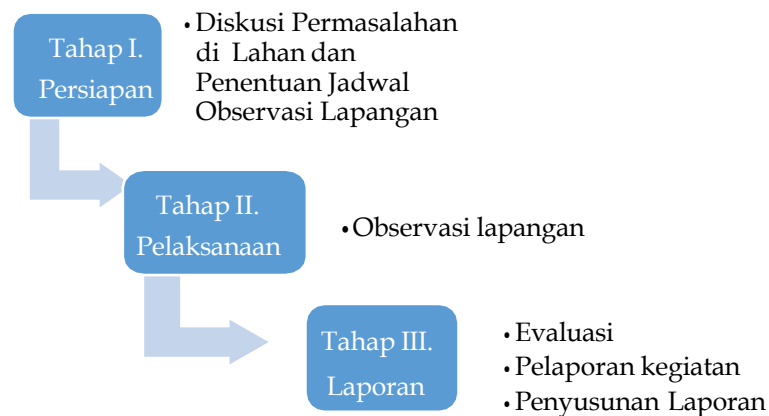 Tahap I.
Persiapan
• Diskusi Permasalahan
di Lahan dan
Penentuan Jadwal
Observasi Lapangan
Tahap II.
Pelaksanaan
• Observasi lapangan
Tahap III.
Laporan
• Evaluasi
• Pelaporan kegiatan
• Penyusunan Laporan